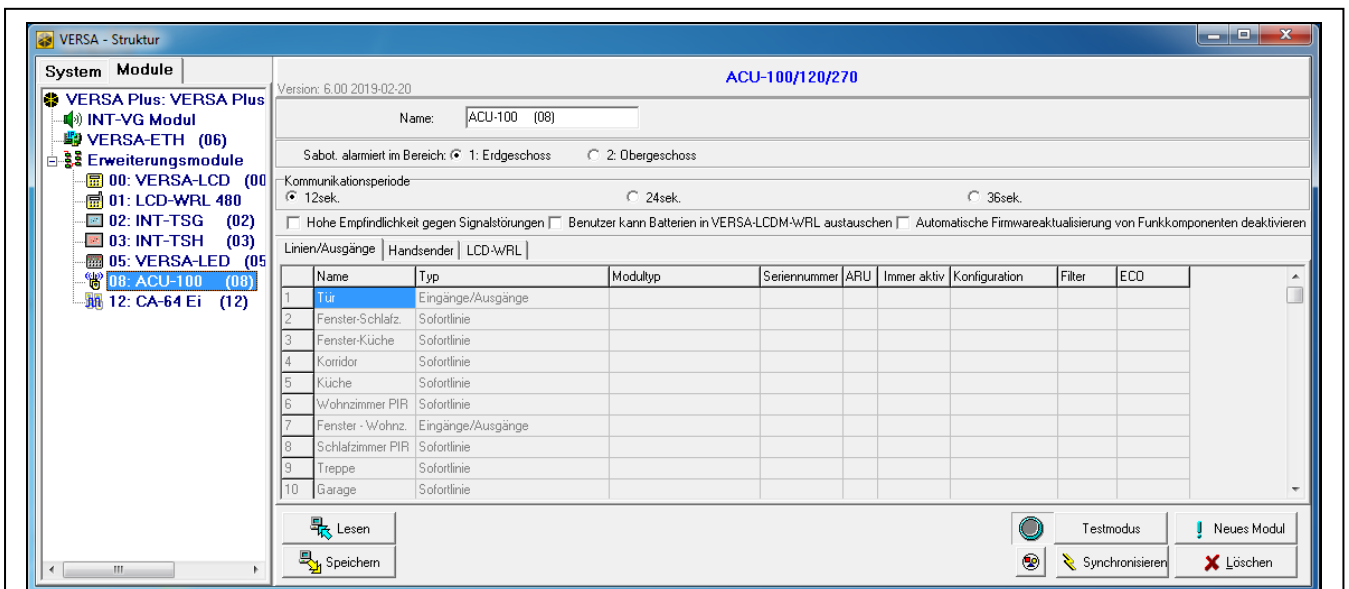 VERSA - Struktur
System Module
VERSA Plus: VERSA Plus
INT-VG Modul
VERSA-ETH (06)
Erweiterungsmodule
00: VERSA-LCD (00
01: LCD-WRL 480
02: INT-TSG (02)
03: INT-TSH (03)
05: VERSA-LED (05
08: ACU-100 (08)
12: CA-64 Ei (12)
ACU-100/120/270
Version: 6.00 2019-02-20
Name: ACU-100 (08)
Sabot. alarmiert im Bereich: 1: Erdgeschoss 2: Obergeschoss
Kommunikationsperiode
12sek. 24sek. 36sek.
Hohe Empfindlichkeit gegen Signalstörungen Benutzer kann Batterien in VERSA-LCDM-WRL austauschen Automatische Firmwareaktualisierung von Funkkomponenten deaktivieren
Linien/Ausgänge Handsender LCD-WRL
Name Typ Modultyp Seriennummer ARU Immer aktiv Konfiguration Filter ECO
1 Tür Eingänge/Ausgänge
2 Fenster-Schlafz. Sofortlinie
3 Fenster-Küche Sofortlinie
4 Korridor Sofortlinie
5 Küche Sofortlinie
6 Wohnzimmer PIR Sofortlinie
7 Fenster - Wohnz. Eingänge/Ausgänge
8 Schlafzimmer PIR Sofortlinie
9 Treppe Sofortlinie
10 Garage Sofortlinie
Lesen Testmodus Neues Modul
Speichern Synchronisieren Löschen